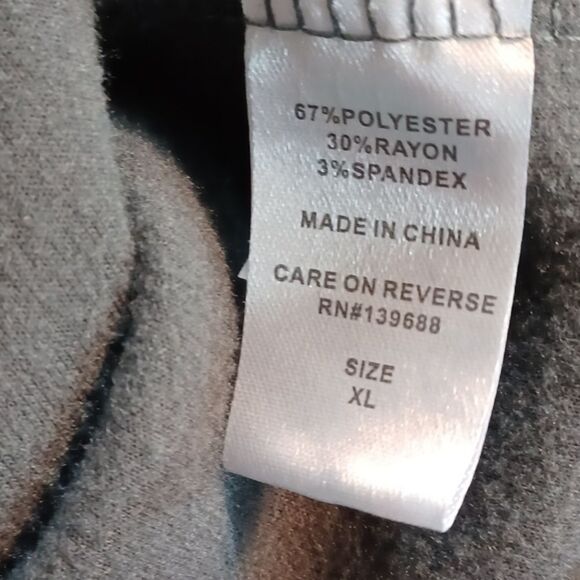 67%POLYESTER
30%RAYON
3%SPANDEX
MADE IN CHINA
CARE ON REVERSE
RN#139688
SIZE
XL